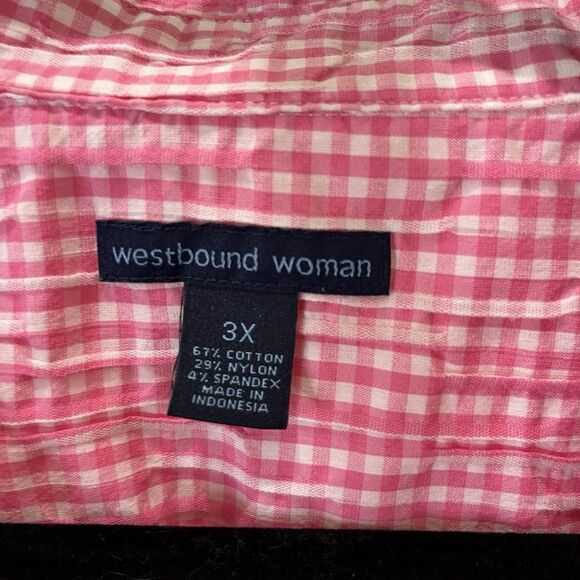 westbound woman
3X
67% COTTON
29% NYLON
4% SPANDEX
MADE IN
INDONESIA